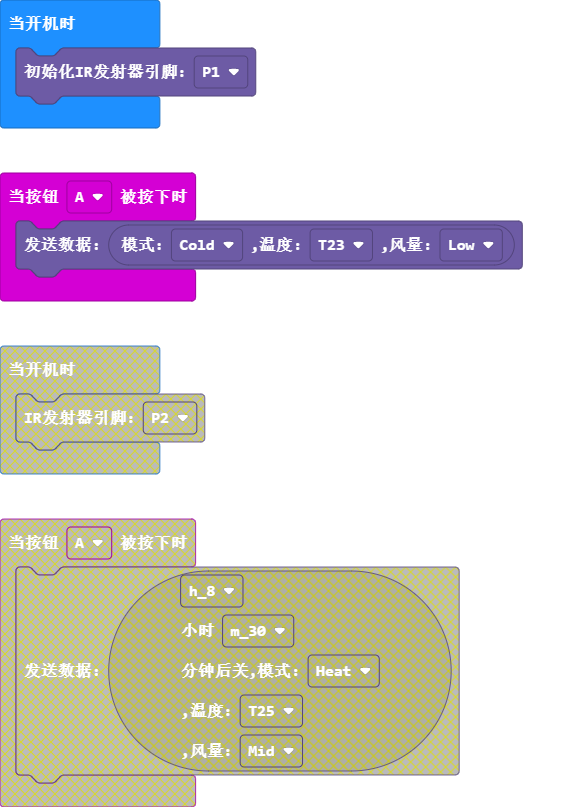 当开机时
初始化IR发射器引脚： P1
当按钮 A 被按下时
发送数据： 模式： Cold ,温度： T23 ,风量： Low
当开机时
IR发射器引脚： P2
当按钮 A 被按下时
h_8
小时 m_30
发送数据： 分钟后关,模式： Heat
,温度： T25
,风量： Mid